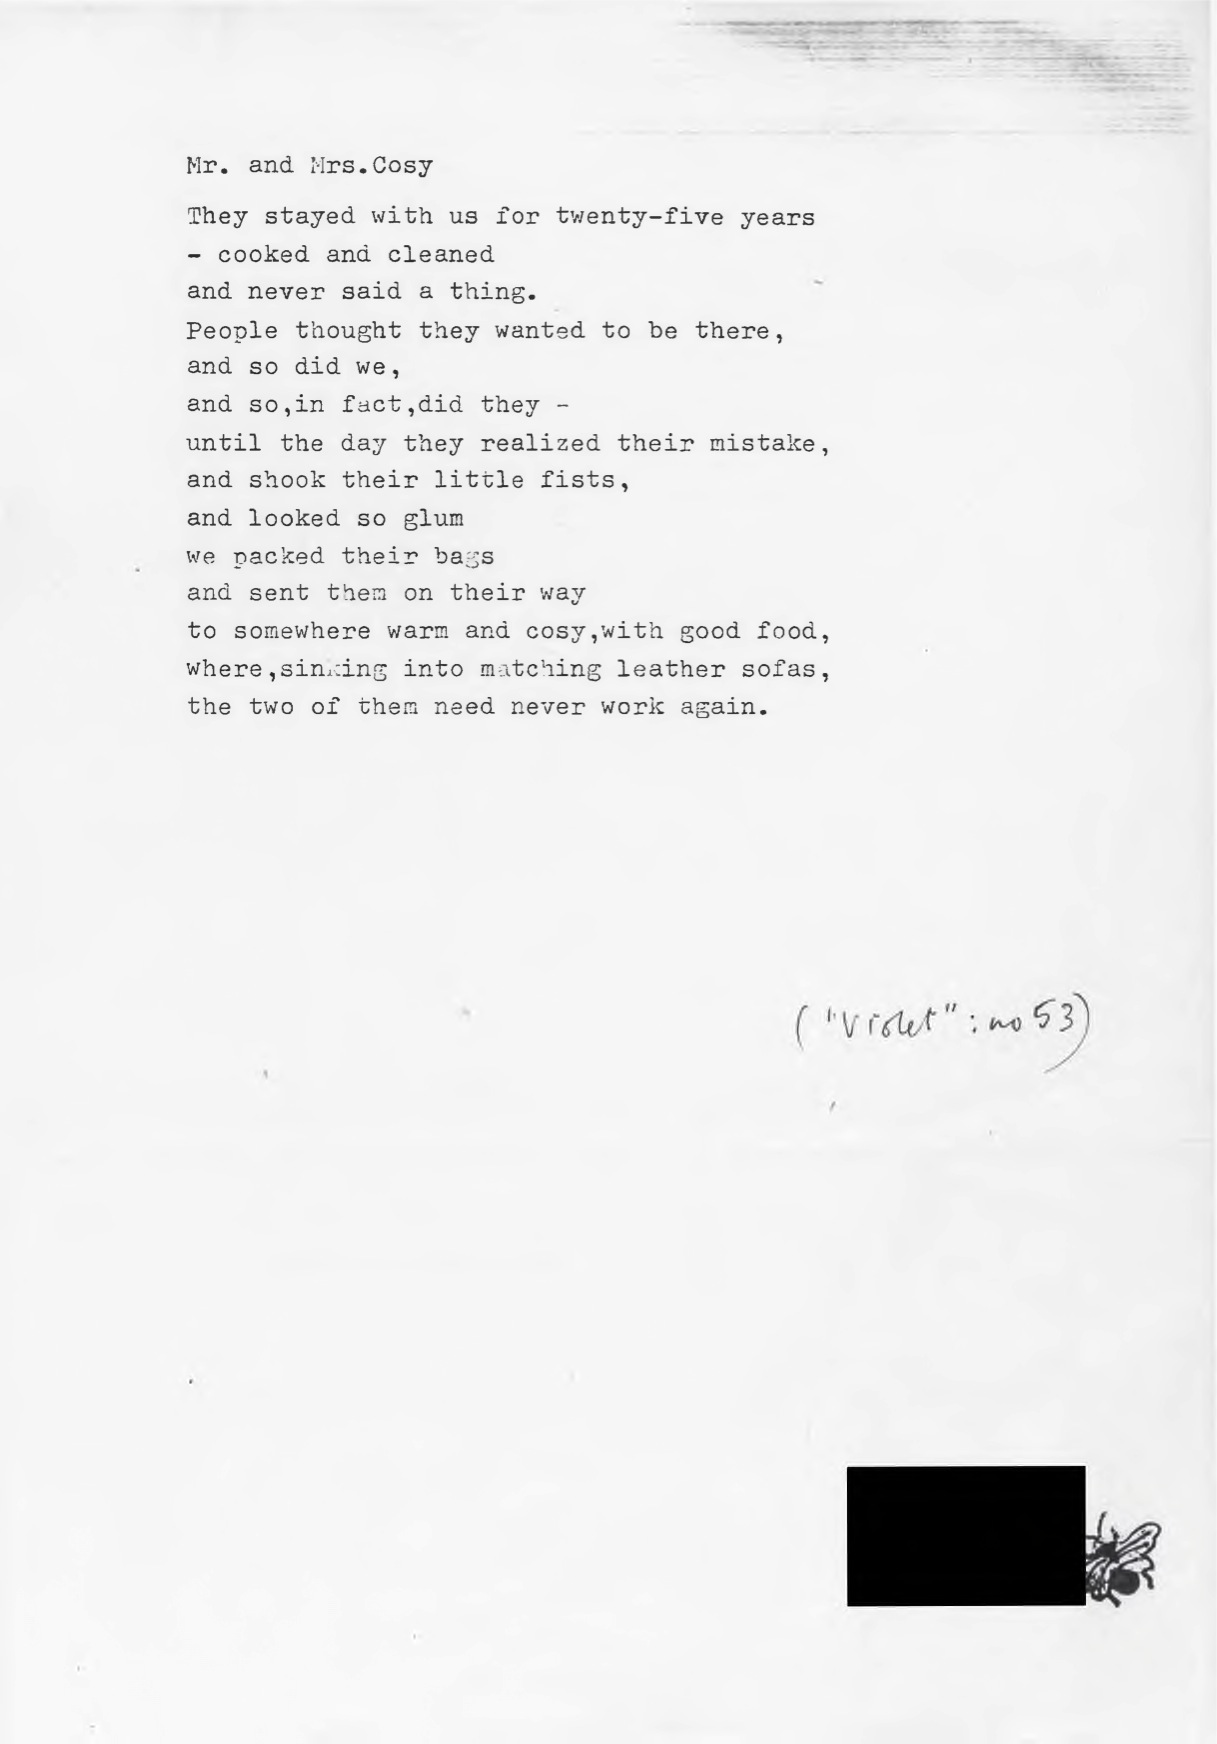 Mr. and Mrs.Cosy
They stayed with us for twenty-five years
- cooked and cleaned
and never said a thing.
People thought they wanted to be there,
and so did we,
and so,in fact,did they -
until the day they realized their mistake,
and shook their little fists,
and looked so glum
we packed their bags
and sent them on their way
to somewhere warm and cosy,with good food,
where,sinking into matching leather sofas,
the two of them need never work again.
("Violet" : no 53)